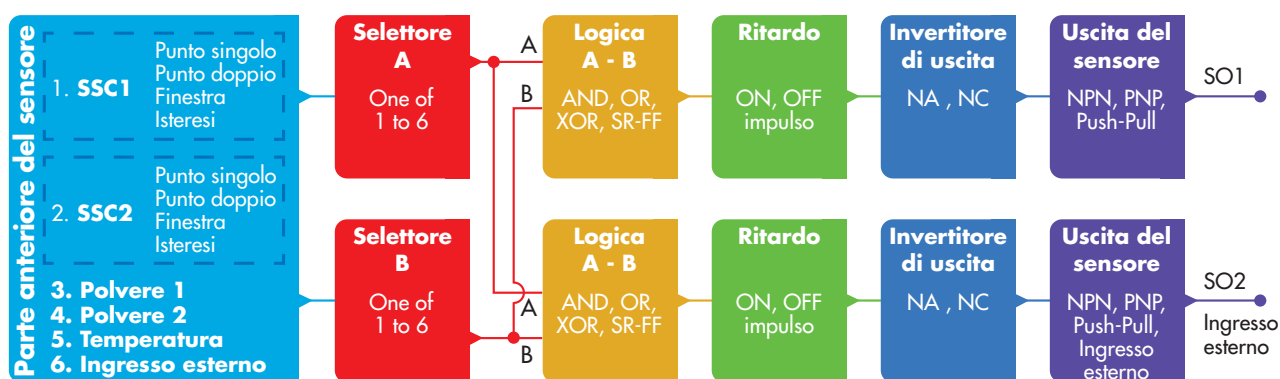 Parte anteriore del sensore
1. SSC1
Punto singolo
Punto doppio
Finestra
Isteresi
2. SSC2
Punto singolo
Punto doppio
Finestra
Isteresi
3. Polvere 1
4. Polvere 2
5. Temperatura
6. Ingresso esterno
Selettore
A
One of
1 to 6
A
B
Logica
A - B
AND, OR,
XOR, SR-FF
Ritardo
ON, OFF
impulso
Invertitore
di uscita
NA , NC
Uscita del
sensore
NPN, PNP,
Push-Pull
SO1
Selettore
B
One of
1 to 6
A
B
Logica
A - B
AND, OR,
XOR, SR-FF
Ritardo
ON, OFF
impulso
Invertitore
di uscita
NA , NC
Uscita del
sensore
NPN, PNP,
Push-Pull,
Ingresso
esterno
SO2
Ingresso
esterno